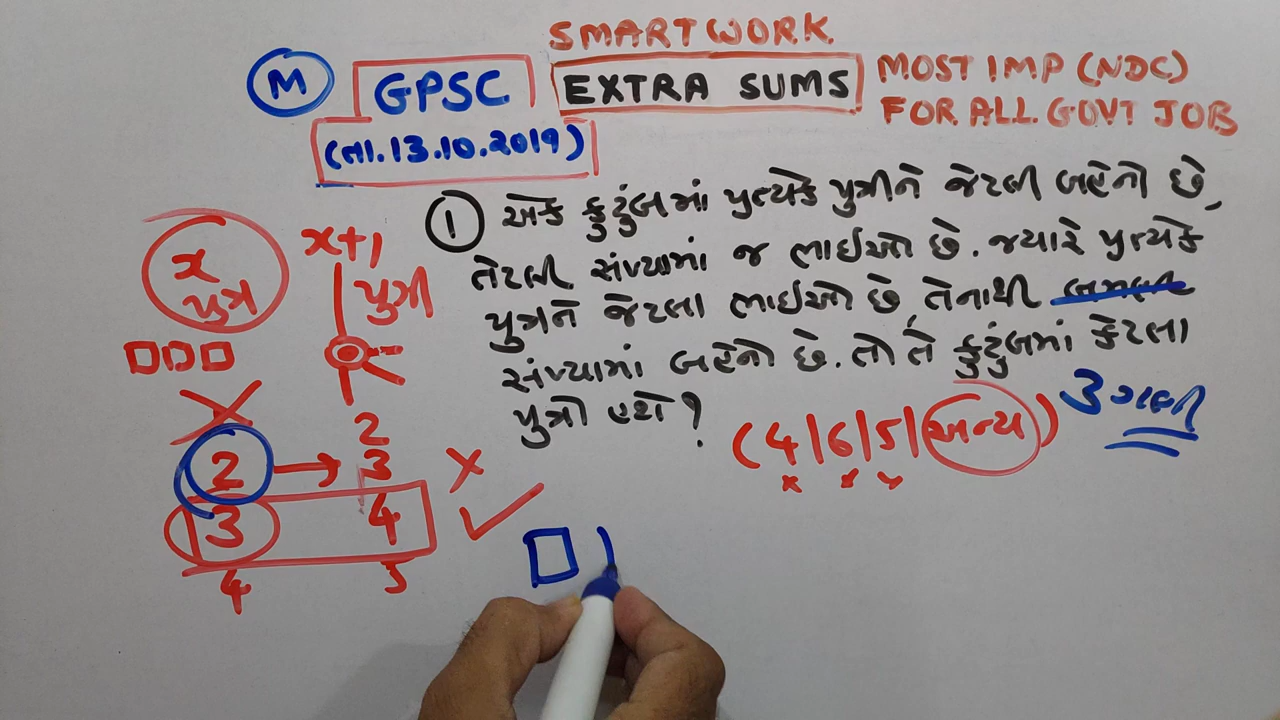 SMART WORK
M GPSC EXTRA SUMS MOST IMP (NDC)
FOR ALL GOVT JOB
(તા.13.10.2019)
① એક કુટુંબમાં પ્રત્યેક પુત્રીને જેટલી બહેનો છે,
તેટલી સંખ્યામાં જ ભાઈઓ છે. જ્યારે પ્રત્યેક
પુત્રને જેટલા ભાઈઓ છે, તેનાથી
સંખ્યામાં બહેનો છે. તો તે કુટુંબમાં કેટલા
પુત્રો હશે?
(4|6|5|અન્ય)
3 ગણી
x
પુત્ર
x+1
પુત્રી
2
2 → 3 ×
3 4 ✓
4 5